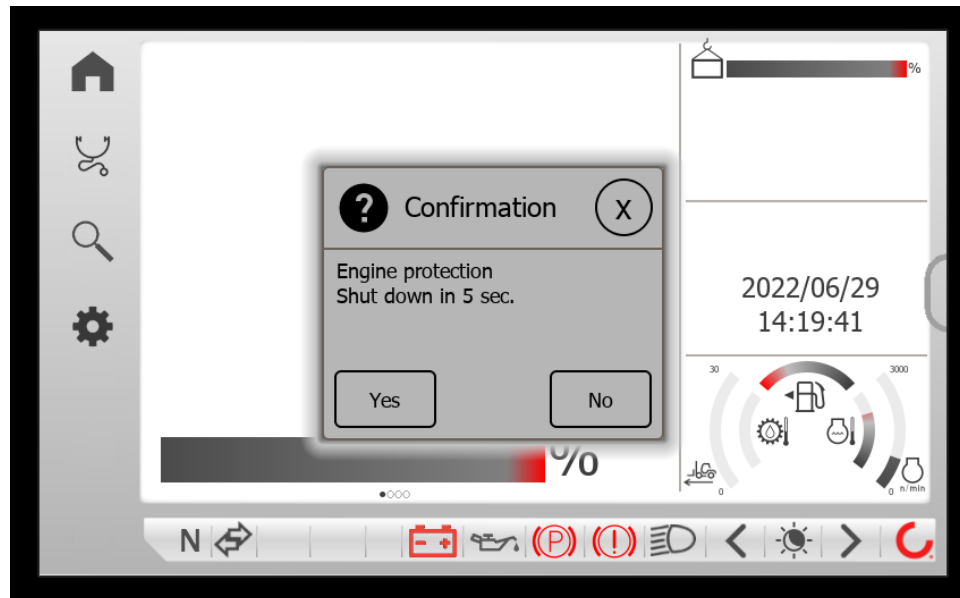 %
Confirmation
X
Engine protection
Shut down in 5 sec.
Yes
No
%
2022/06/29
14:19:41
30
3000
0
0
n/min
N
P